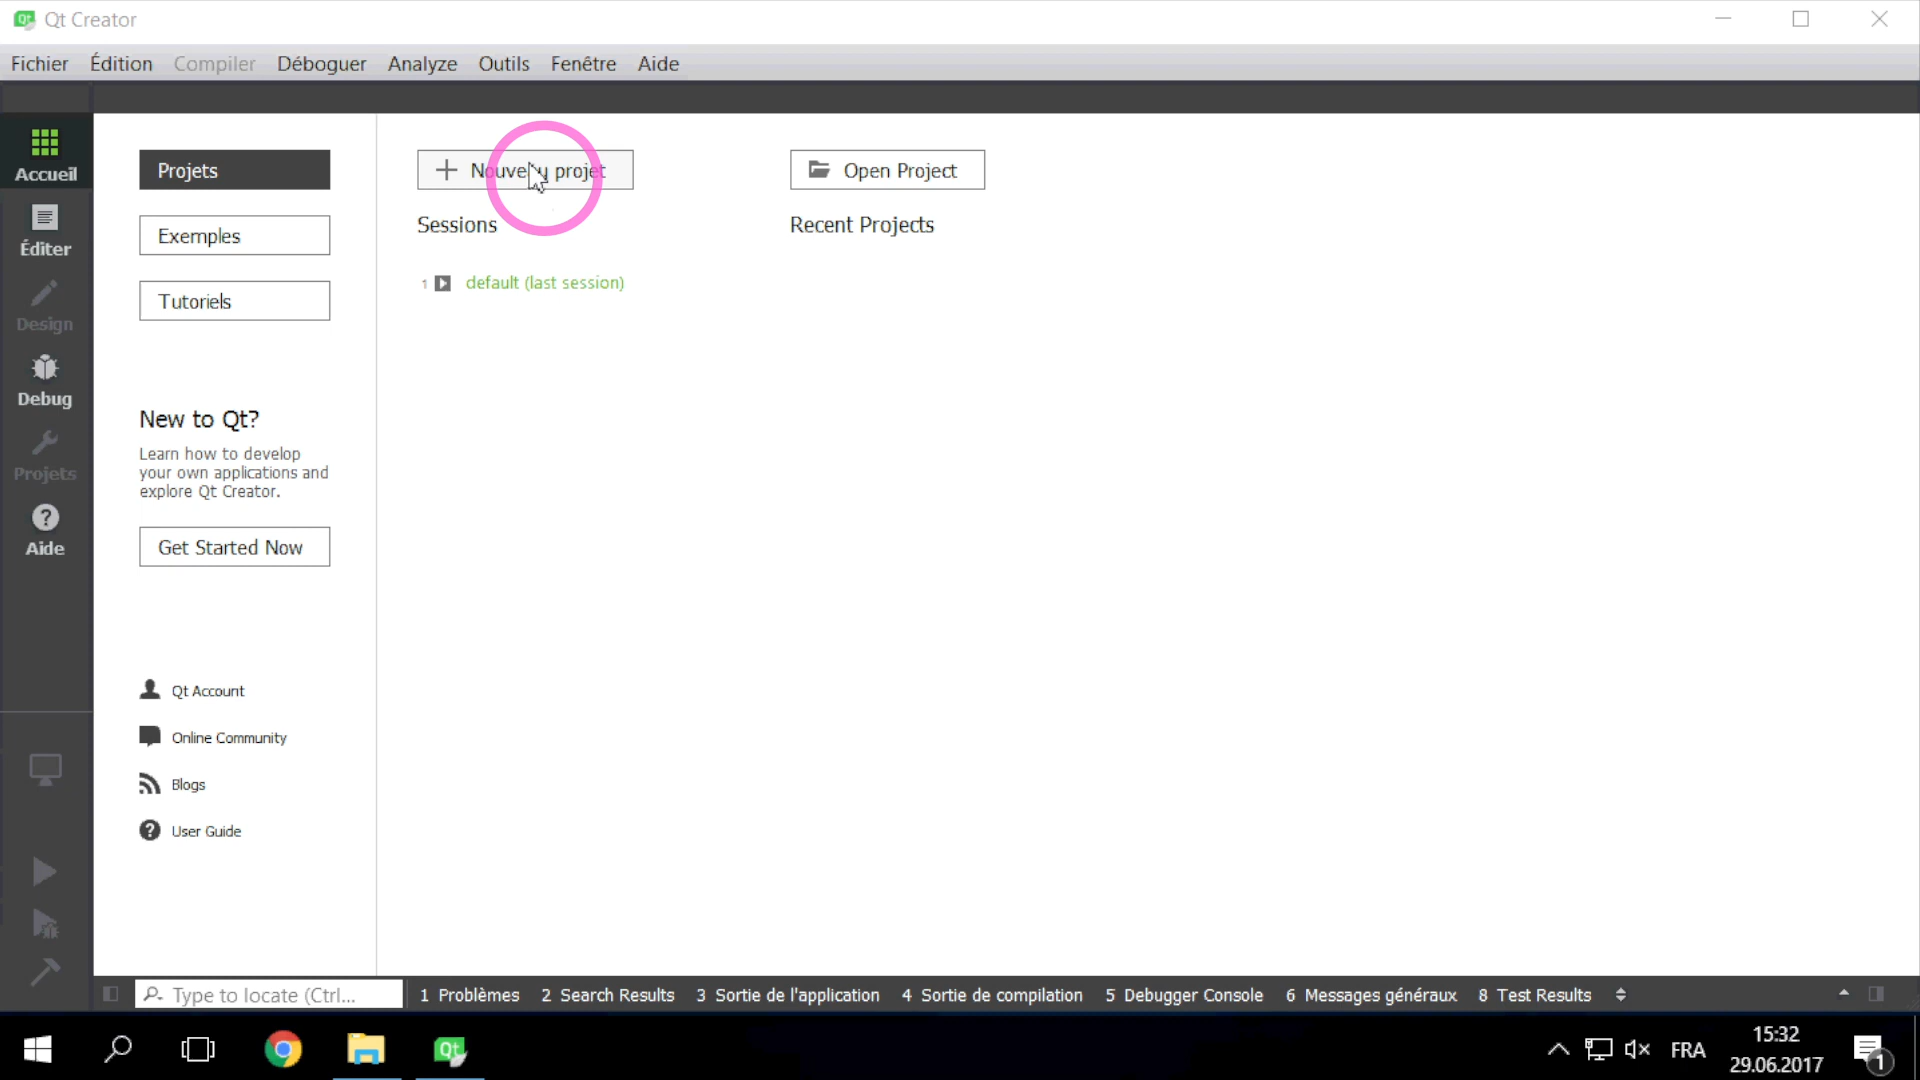 Qt Creator
Fichier Édition Compiler Déboguer Analyze Outils Fenêtre Aide
Accueil
Éditer
Design
Debug
Projets
Aide
Projets
Exemples
Tutoriels
New to Qt?
Learn how to develop
your own applications and
explore Qt Creator.
Get Started Now
Qt Account
Online Community
Blogs
User Guide
Nouveau projet
Sessions
1 default (last session)
Open Project
Recent Projects
Type to locate (Ctrl... 1 Problèmes 2 Search Results 3 Sortie de l'application 4 Sortie de compilation 5 Debugger Console 6 Messages généraux 8 Test Results
Qt
FRA
15:32
29.06.2017
1